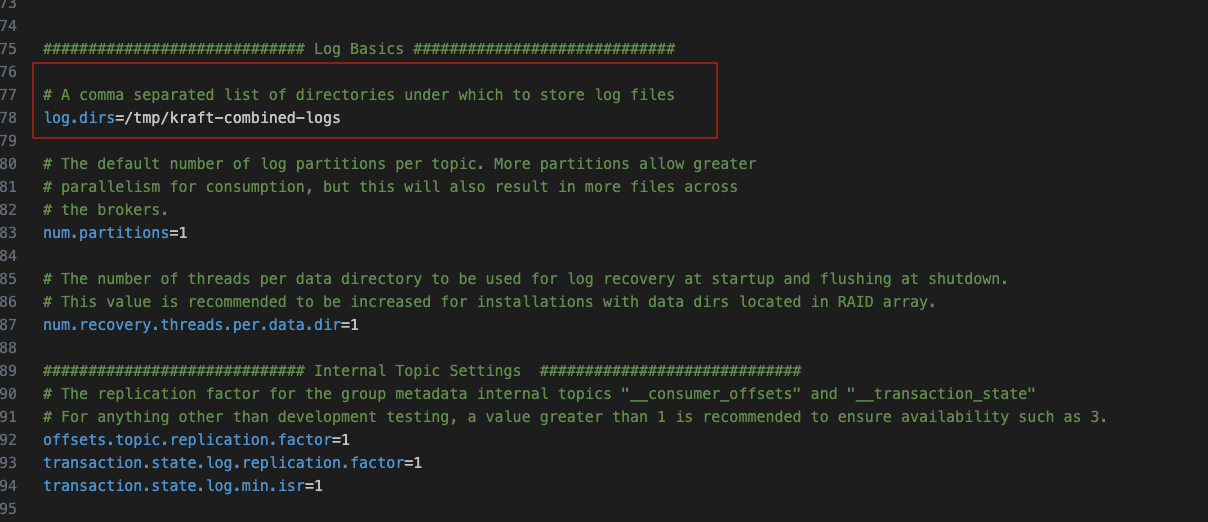 73
74
75 ############################# Log Basics #############################
76
77 # A comma separated list of directories under which to store log files
78 log.dirs=/tmp/kraft-combined-logs
79
80 # The default number of log partitions per topic. More partitions allow greater
81 # parallelism for consumption, but this will also result in more files across
82 # the brokers.
83 num.partitions=1
84
85 # The number of threads per data directory to be used for log recovery at startup and flushing at shutdown.
86 # This value is recommended to be increased for installations with data dirs located in RAID array.
87 num.recovery.threads.per.data.dir=1
88
89 ############################# Internal Topic Settings  #############################
90 # The replication factor for the group metadata internal topics "__consumer_offsets" and "__transaction_state"
91 # For anything other than development testing, a value greater than 1 is recommended to ensure availability such as 3.
92 offsets.topic.replication.factor=1
93 transaction.state.log.replication.factor=1
94 transaction.state.log.min.isr=1
95